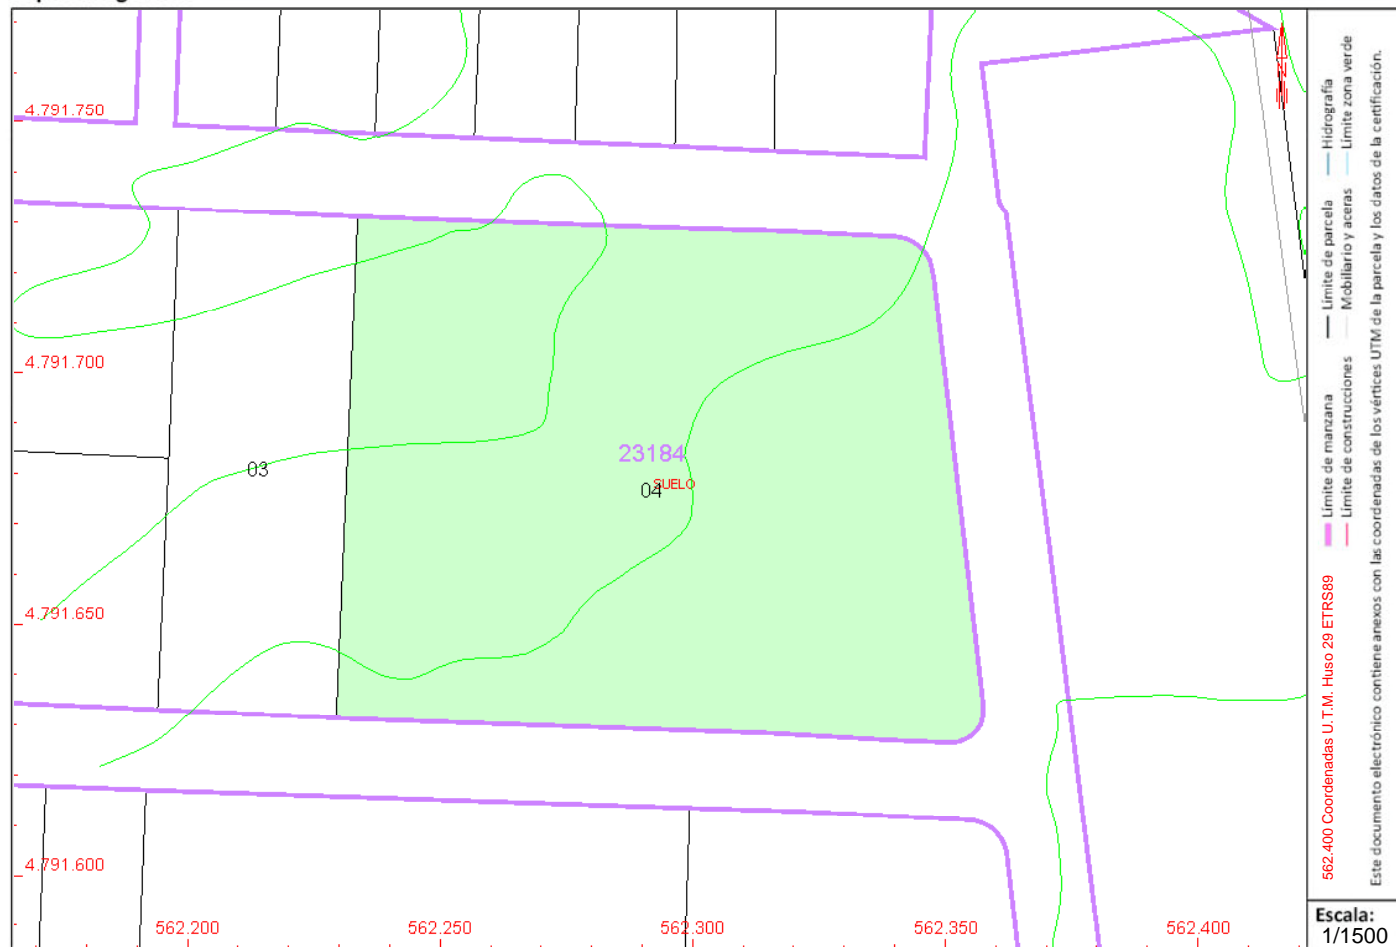 4.791.750
4.791.700
4.791.650
4.791.600
03
23184
04
SUELO
562.200
562.250
562.300
562.350
562.400
562.400 Coordenadas U.T.M. Huso 29 ETRS89
Límite de manzana
Límite de parcela
Hidrografía
Límite de construcciones
Mobiliario y aceras
Límite zona verde
Este documento electrónico contiene anexos con las coordenadas de los vértices UTM de la parcela y los datos de la certificación.
Escala:
1/1500